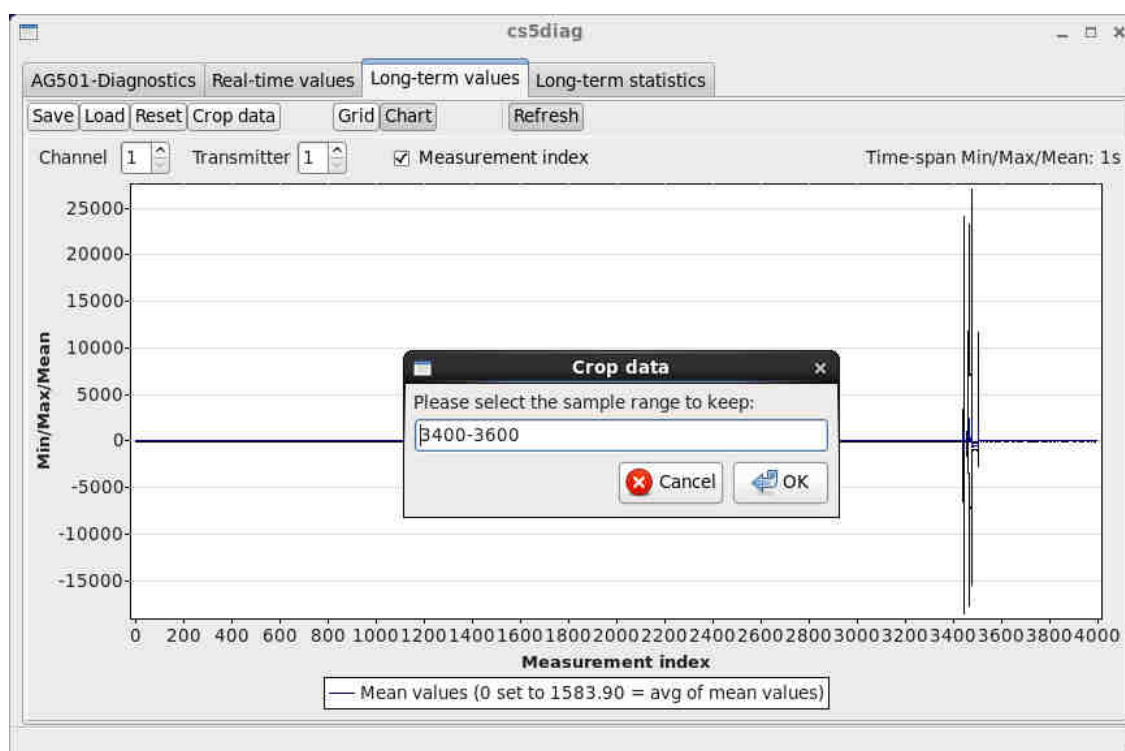 cs5diag
AG501-Diagnostics Real-time values Long-term values Long-term statistics
Save Load Reset Crop data Grid Chart Refresh
Channel 1 Transmitter 1 Measurement index Time-span Min/Max/Mean: 1s
25000
20000
15000
10000
5000
0
-5000
-10000
-15000
Min/Max/Mean
Crop data
Please select the sample range to keep:
3400-3600
Cancel OK
0 200 400 600 800 1000 1200 1400 1600 1800 2000 2200 2400 2600 2800 3000 3200 3400 3600 3800 4000
Measurement index
Mean values (0 set to 1583.90 = avg of mean values)